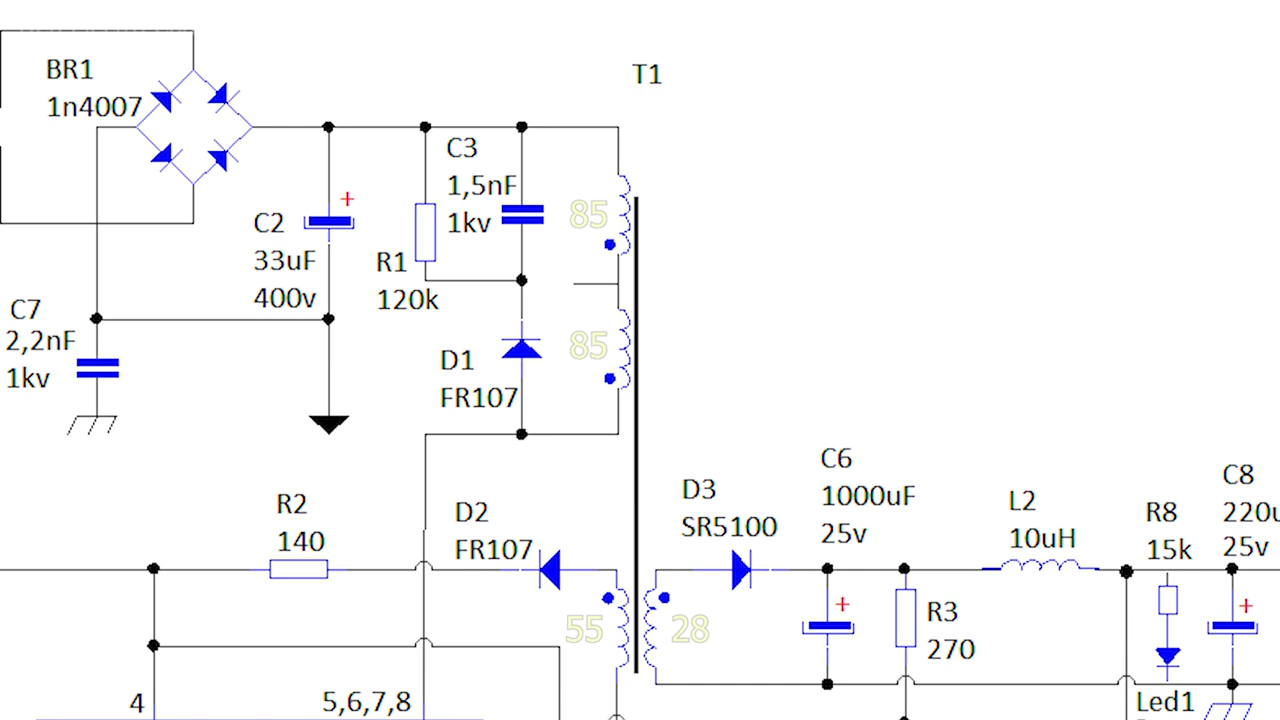 BR1
1n4007
T1
C3
1,5nF
1kv
+
C2
33uF
400v
R1
120k
85
C7
2,2nF
1kv
D1
FR107
85
R2
140
D2
FR107
D3
SR5100
C6
1000uF
25v
L2
10uH
R8
15k
C8
220u
25v
+
+
R3
270
55
28
4
5,6,7,8
Led1